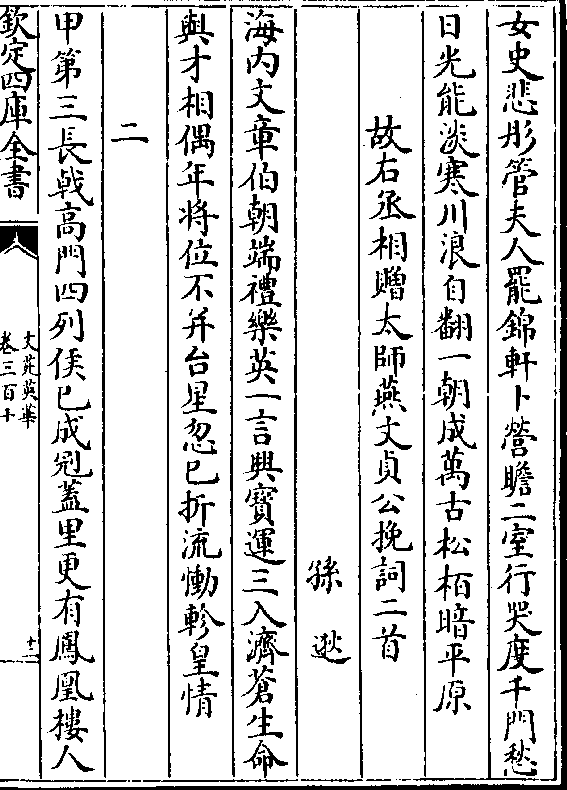 女史悲彤管夫人罷錦軒卜營瞻二室行哭度千門愁
日光能淡寒川浪自翻一朝成萬古松栢暗平原
故右丞相贈太師燕文貞公挽詞二首
孫逖
海内文章伯朝端禮樂英一言興寳運三入濟蒼生命
與才相偶年將位不并台星忽已折流慟軫皇情
二
甲第三長戟高門四列侯已成冠蓋里更有鳳凰樓人
欽定四庫全書
文苑英華
卷三百十
十一